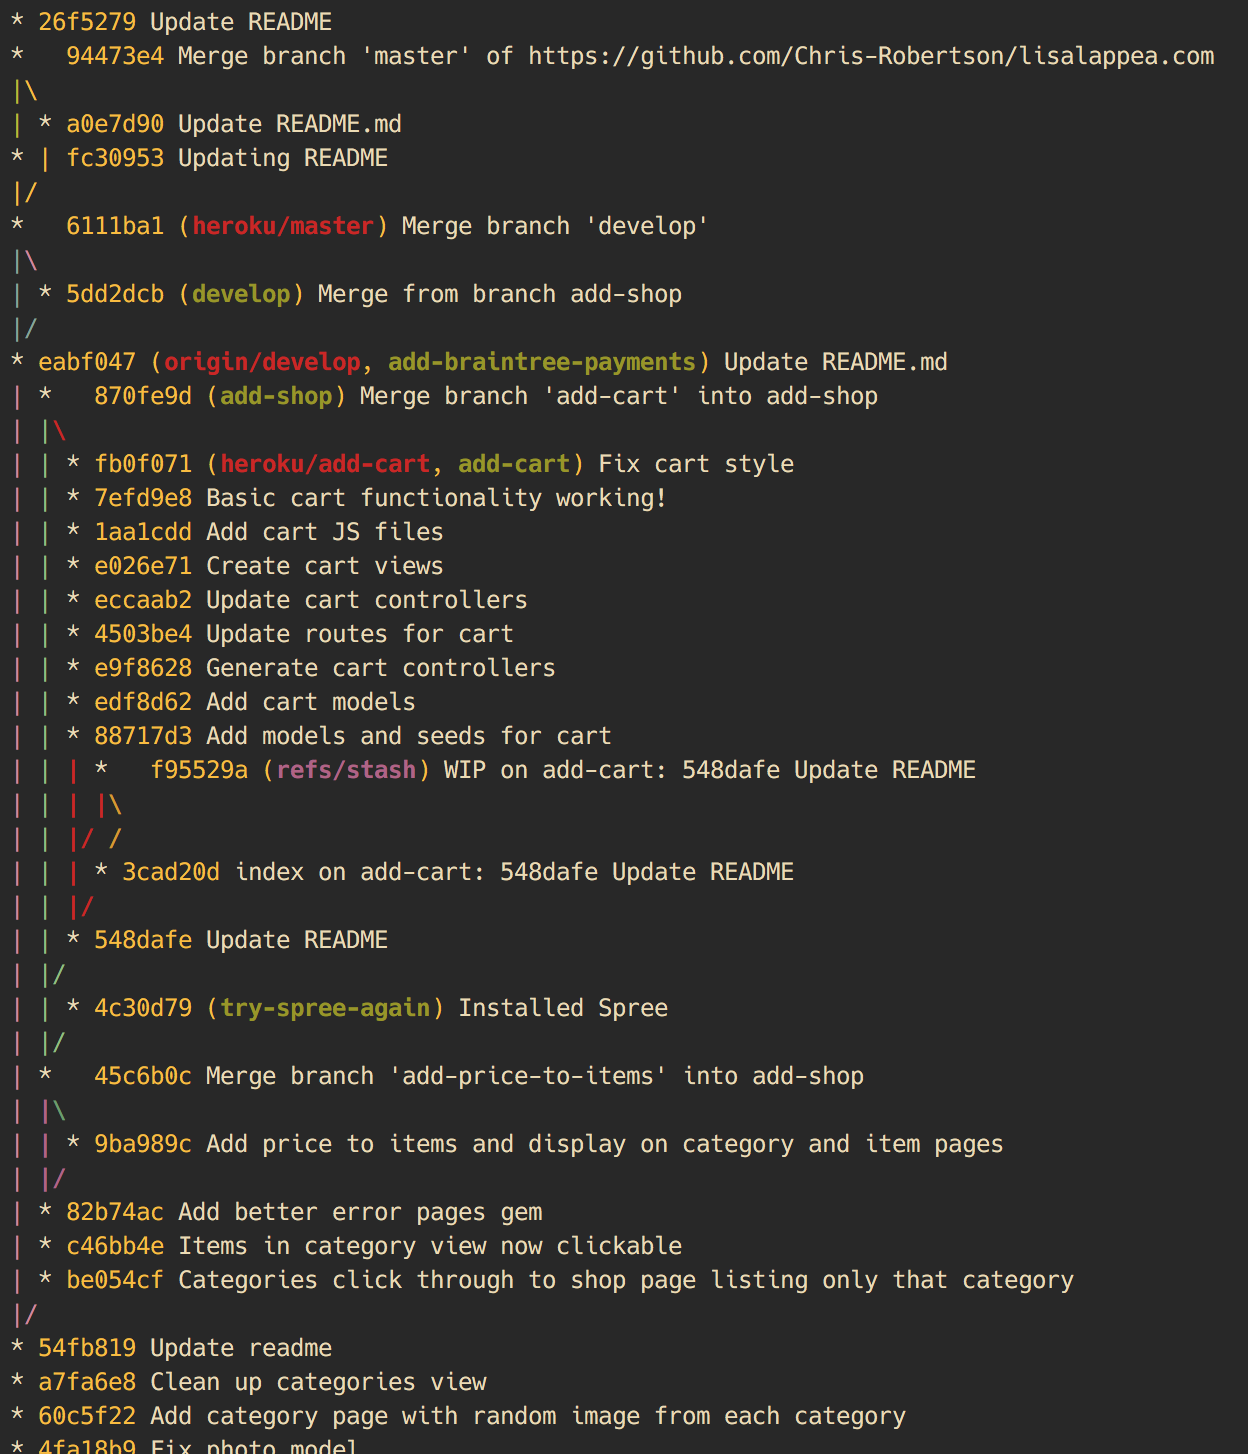 * 26f5279 Update README
*   94473e4 Merge branch 'master' of https://github.com/Chris-Robertson/lisalappea.com
|\
| * a0e7d90 Update README.md
* | fc30953 Updating README
|/
*   6111ba1 (heroku/master) Merge branch 'develop'
|\
| * 5dd2dcb (develop) Merge from branch add-shop
|/
* eabf047 (origin/develop, add-braintree-payments) Update README.md
| *   870fe9d (add-shop) Merge branch 'add-cart' into add-shop
| |\
| | * fb0f071 (heroku/add-cart, add-cart) Fix cart style
| | * 7efd9e8 Basic cart functionality working!
| | * 1aa1cdd Add cart JS files
| | * e026e71 Create cart views
| | * eccaab2 Update cart controllers
| | * 4503be4 Update routes for cart
| | * e9f8628 Generate cart controllers
| | * edf8d62 Add cart models
| | * 88717d3 Add models and seeds for cart
| | | *   f95529a (refs/stash) WIP on add-cart: 548dafe Update README
| | | |\
| | |/ /
| | | * 3cad20d index on add-cart: 548dafe Update README
| | |/
| | * 548dafe Update README
| |/
| | * 4c30d79 (try-spree-again) Installed Spree
| |/
| *   45c6b0c Merge branch 'add-price-to-items' into add-shop
| |\
| | * 9ba989c Add price to items and display on category and item pages
| |/
| * 82b74ac Add better error pages gem
| * c46bb4e Items in category view now clickable
| * be054cf Categories click through to shop page listing only that category
|/
* 54fb819 Update readme
* a7fa6e8 Clean up categories view
* 60c5f22 Add category page with random image from each category
* 4fa18b9 Fix photo model